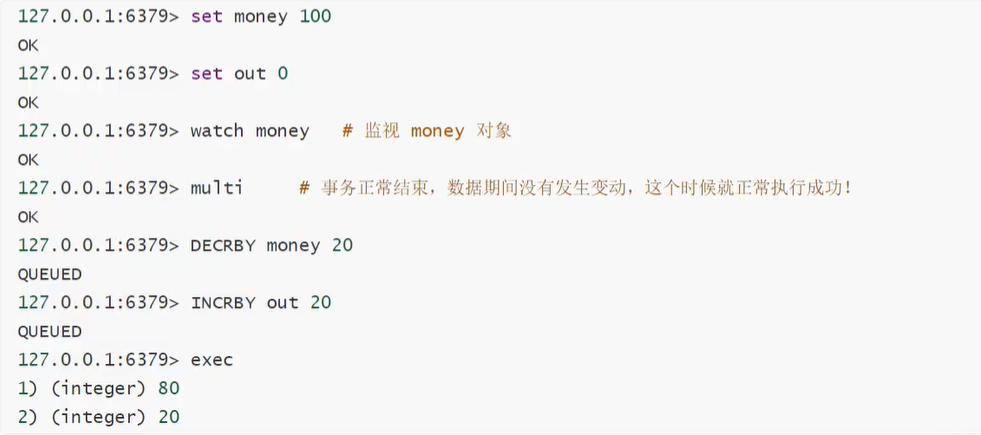 127.0.0.1:6379> set money 100
OK
127.0.0.1:6379> set out 0
OK
127.0.0.1:6379> watch money   # 监视 money 对象
OK
127.0.0.1:6379> multi     # 事务正常结束，数据期间没有发生变动，这个时候就正常执行成功！
OK
127.0.0.1:6379> DECRBY money 20
QUEUED
127.0.0.1:6379> INCRBY out 20
QUEUED
127.0.0.1:6379> exec
1) (integer) 80
2) (integer) 20